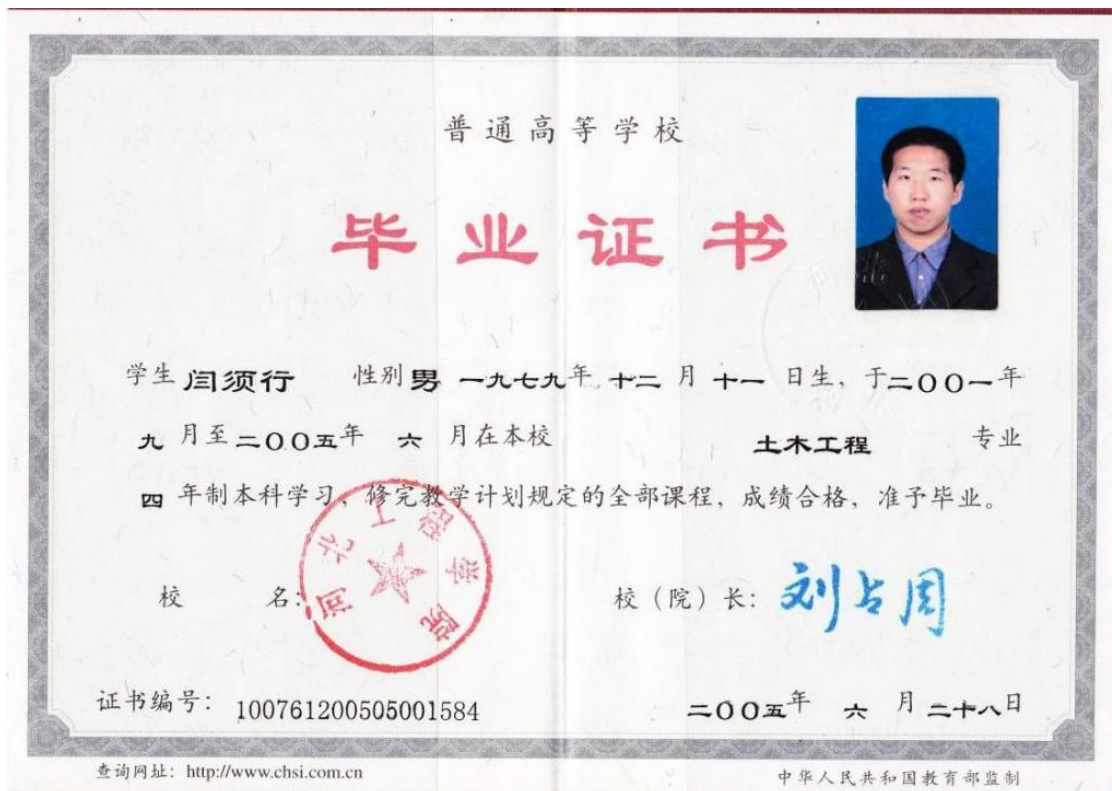 普通高等学校
毕业证书
学生 闫须行 性别 男 一九七九年 十二 月 十一 日生，于二〇〇一年
九 月至 二〇〇五年 六 月在本校 土木工程 专业
四 年制本科学习，修完教学计划规定的全部课程，成绩合格，准予毕业。
校 名：
河北工程学院
校（院）长：刘占周
证书编号：100761200505001584
二〇〇五年 六 月 二十八日
查询网址：http://www.chsi.com.cn
中华人民共和国教育部监制